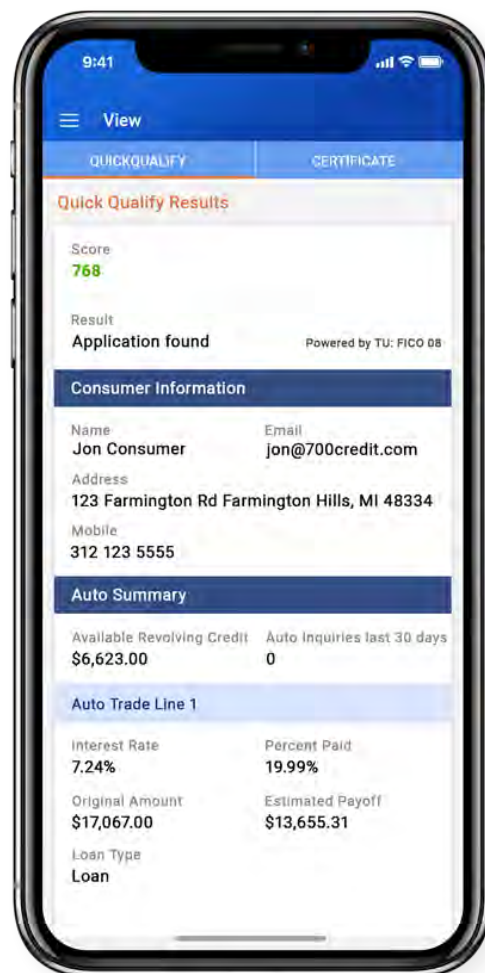 9:41
View
QUICKQUALIFY CERTIFICATE
Quick Qualify Results
Score
768
Result
Application found Powered by TU: FICO 08
Consumer Information
Name Email
Jon Consumer jon@700credit.com
Address
123 Farmington Rd Farmington Hills, MI 48334
Mobile
312 123 5555
Auto Summary
Available Revolving Credit Auto Inquiries last 30 days
$6,623.00 0
Auto Trade Line 1
Interest Rate Percent Paid
7.24% 19.99%
Original Amount Estimated Payoff
$17,067.00 $13,655.31
Loan Type
Loan